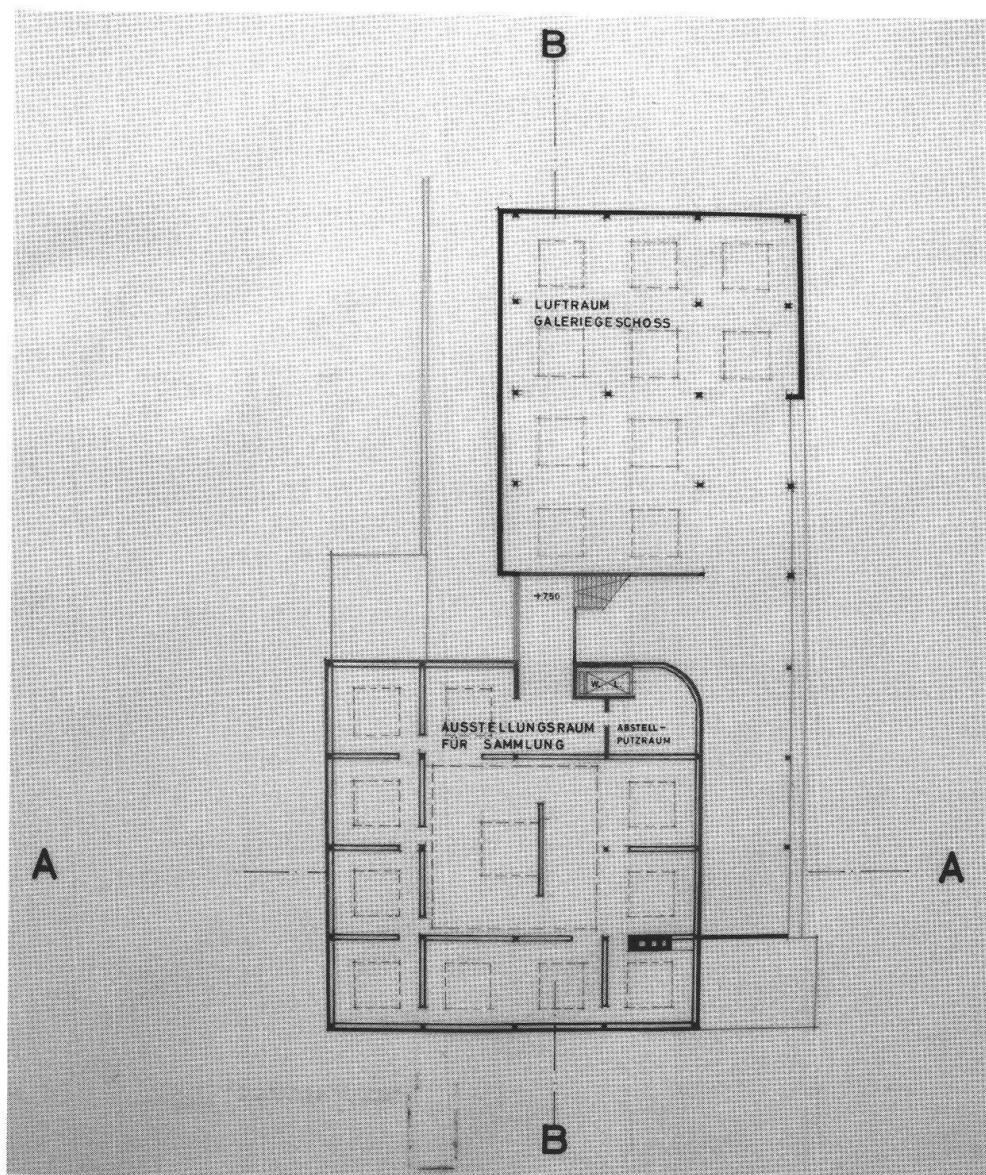 B
LUFTRAUM
GALERIEGESCHOSS
+750
W. L.
AUSSTELLUNGSRAUM
FÜR SAMMLUNG
ABSTELL-
PUTZRAUM
A
A
B